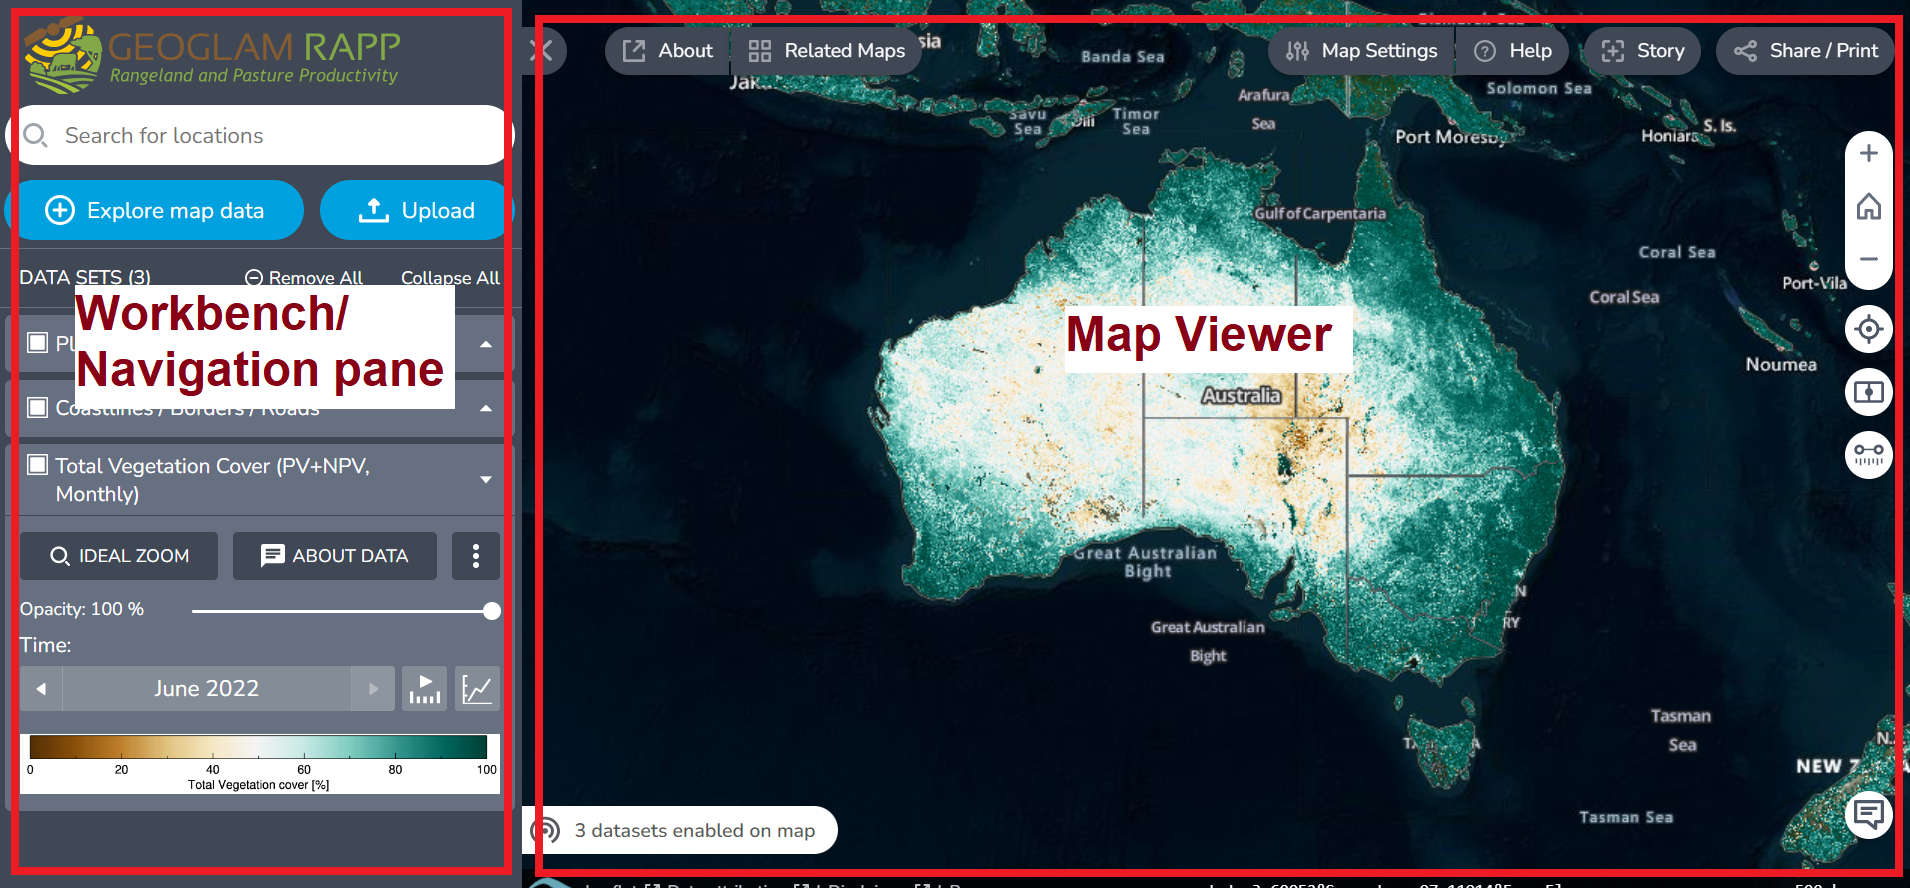 GEOGLAM RAPP
Rangeland and Pasture Productivity
Search for locations
Explore map data
Upload
DATA SETS (3)
Remove All
Collapse All
Workbench/
Navigation pane
Coastlines / Borders / Roads
Total Vegetation Cover (PV+NPV,
Monthly)
IDEAL ZOOM
ABOUT DATA
Opacity: 100 %
Time:
June 2022
0 20 40 60 80 100
Total Vegetation cover [%]
About
Related Maps
Map Settings
Help
Story
Share / Print
Banda Sea
Solomon Sea
Arafura
Sea
Savu
Sea
Dili
Timor
Sea
Port Moresby
Honiara
S. Is.
Gulf of Carpentaria
Coral Sea
Coral Sea
Port-Vila
Map Viewer
Noumea
Australia
Great Australian
Bight
Great Australian
Bight
Tasman
Sea
NEW
Tasman Sea
3 datasets enabled on map